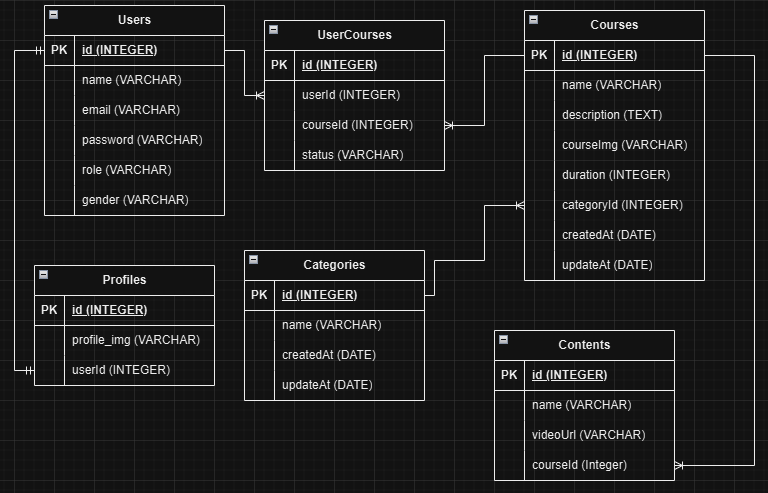 Users
PK id (INTEGER)
name (VARCHAR)
email (VARCHAR)
password (VARCHAR)
role (VARCHAR)
gender (VARCHAR)
UserCourses
PK id (INTEGER)
userId (INTEGER)
courseId (INTEGER)
status (VARCHAR)
Courses
PK id (INTEGER)
name (VARCHAR)
description (TEXT)
courseImg (VARCHAR)
duration (INTEGER)
categoryId (INTEGER)
createdAt (DATE)
updateAt (DATE)
Profiles
PK id (INTEGER)
profile_img (VARCHAR)
userId (INTEGER)
Categories
PK id (INTEGER)
name (VARCHAR)
createdAt (DATE)
updateAt (DATE)
Contents
PK id (INTEGER)
name (VARCHAR)
videoUrl (VARCHAR)
courseId (Integer)